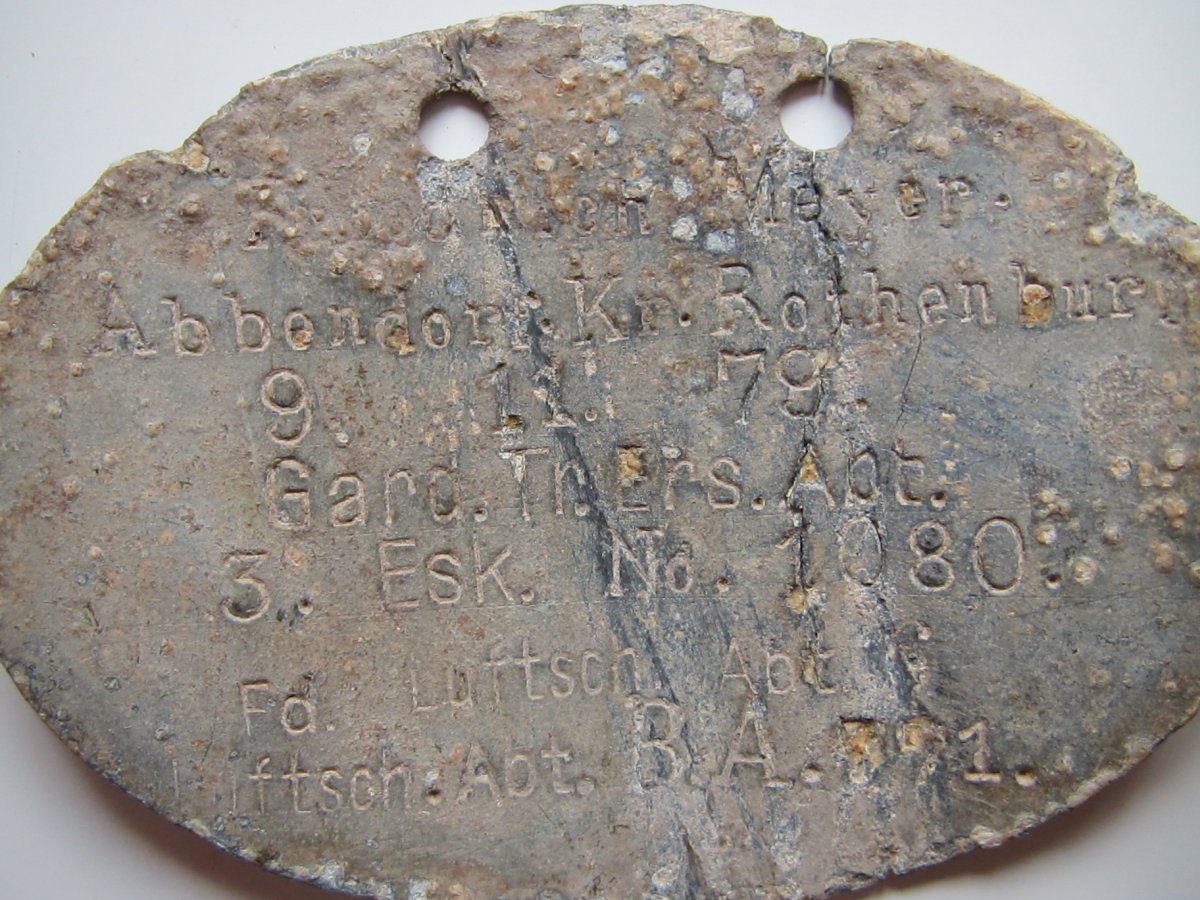 Meyer.
Abbendorf. Kr. Rothenburg
9. 11. 79.
Gard. Tr. Ers. Abt.
3. Esk. No. 1080.
Fd. Luftsch. Abt.
Luftsch. Abt. B.A.